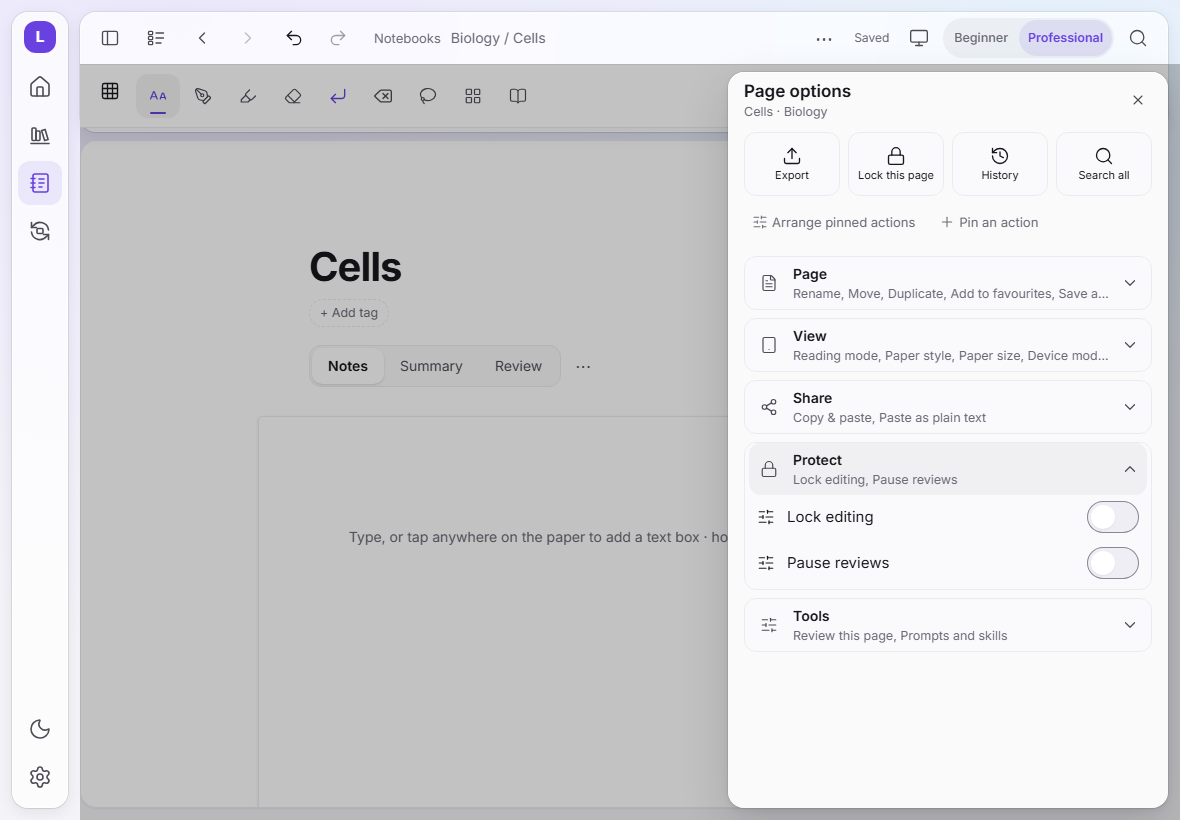 L
Notebooks Biology / Cells
Saved
Beginner Professional
AA
Page options
Cells · Biology
Export
Lock this page
History
Search all
Arrange pinned actions
Pin an action
Cells
+ Add tag
Notes Summary Review
Type, or tap anywhere on the paper to add a text box · ho
Page
Rename, Move, Duplicate, Add to favourites, Save a...
View
Reading mode, Paper style, Paper size, Device mod...
Share
Copy & paste, Paste as plain text
Protect
Lock editing, Pause reviews
Lock editing
Pause reviews
Tools
Review this page, Prompts and skills